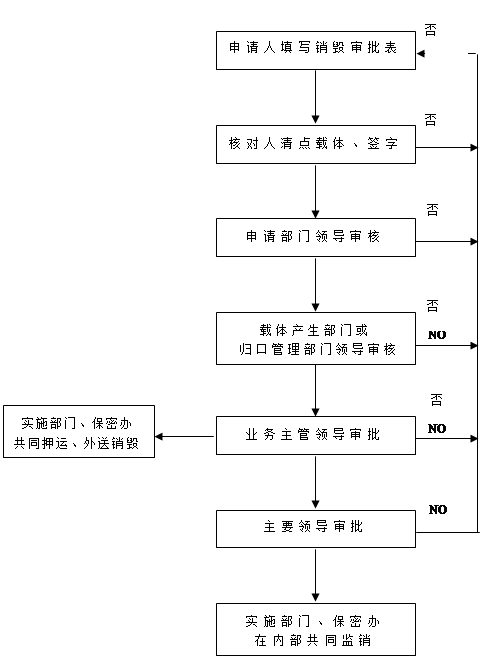 否
申请人填写销毁审批表
否
核对人清点载体、签字
否
申请部门领导审核
否
载体产生部门或
归口管理部门领导审核
NO
否
实施部门、保密办
共同押运、外送销毁
业务主管领导审批
NO
NO
主要领导审批
实施部门、保密办
在内部共同监销